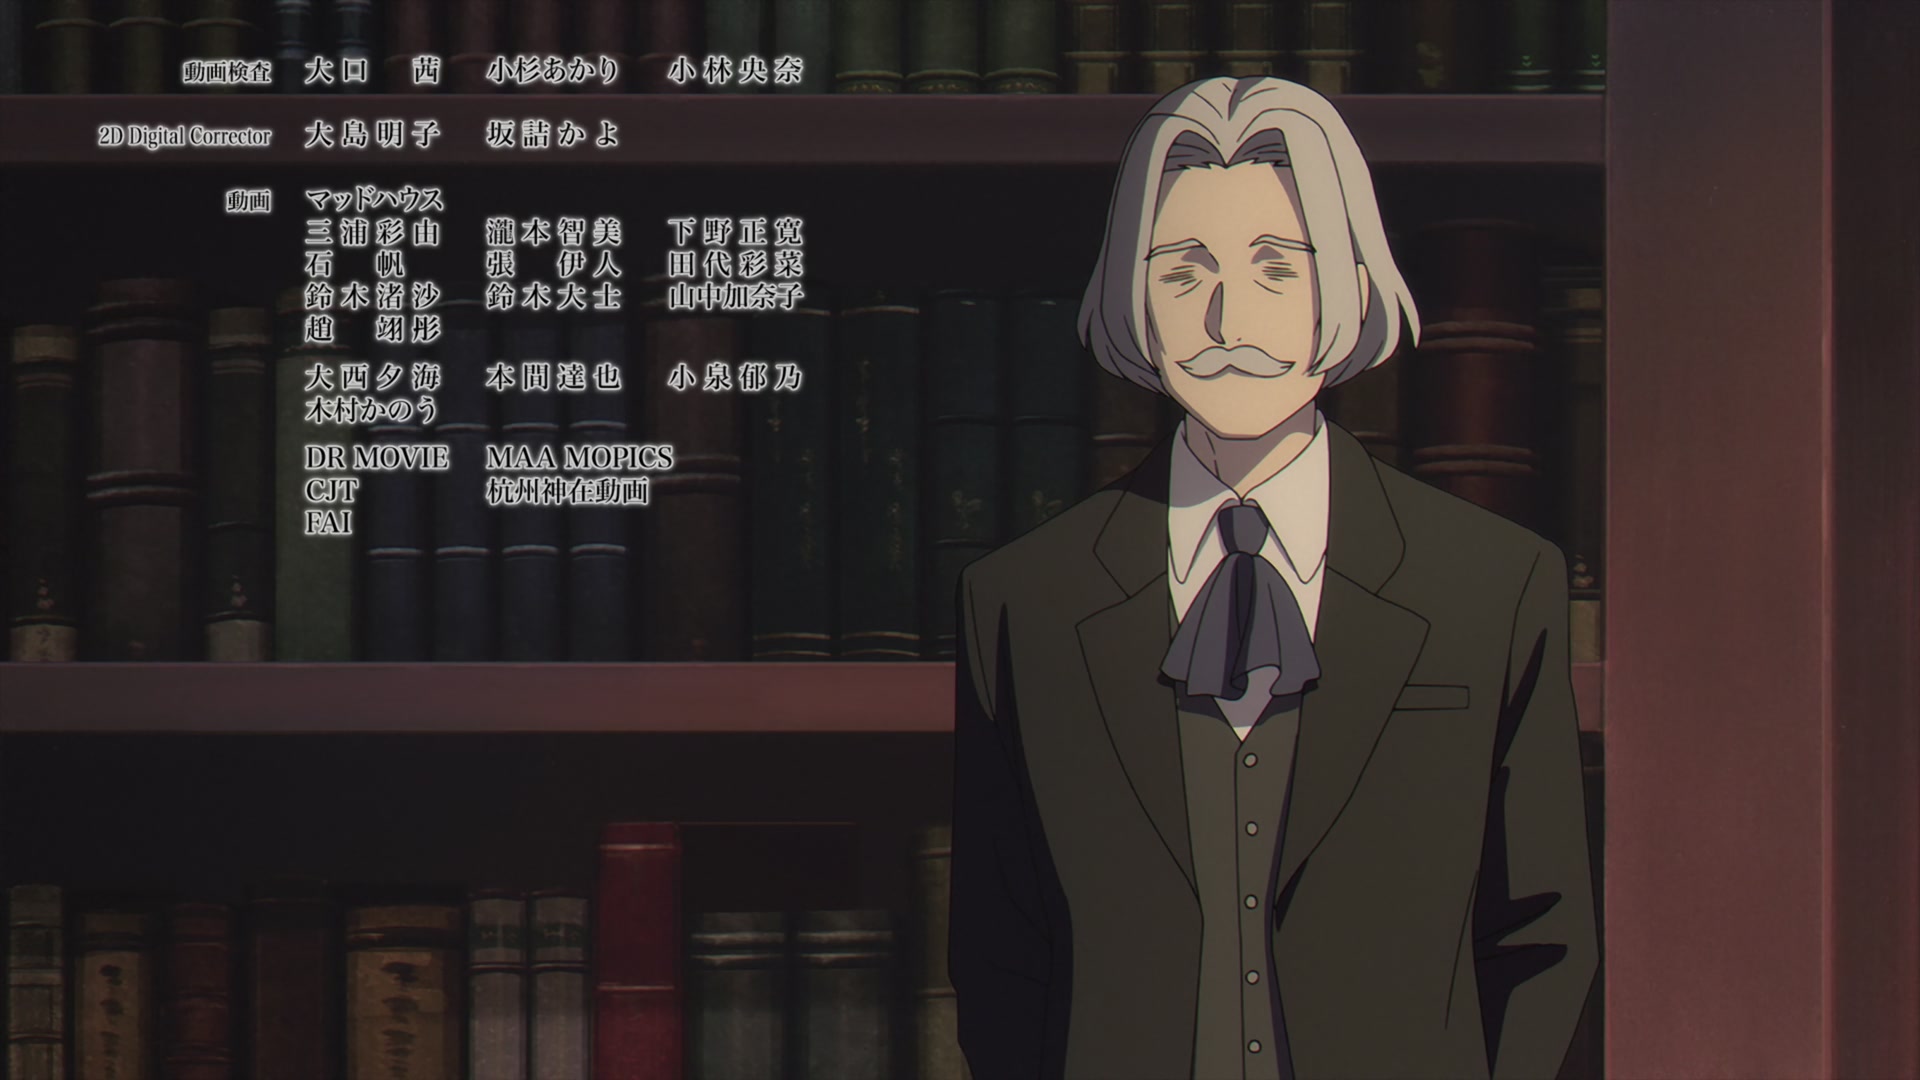 動画検査 大口 茜 小杉あかり 小林央奈
2D Digital Corrector 大島明子 坂詰かよ
動画 マッドハウス
三浦彩由 瀧本智美 下野正寛
石 帆 張 伊人 田代彩菜
鈴木渚沙 鈴木大士 山中加奈子
趙 翊彤
大西夕海 本間達也 小泉郁乃
木村かのう
DR MOVIE MAA MOPICS
CJT 杭州神在動画
FAI